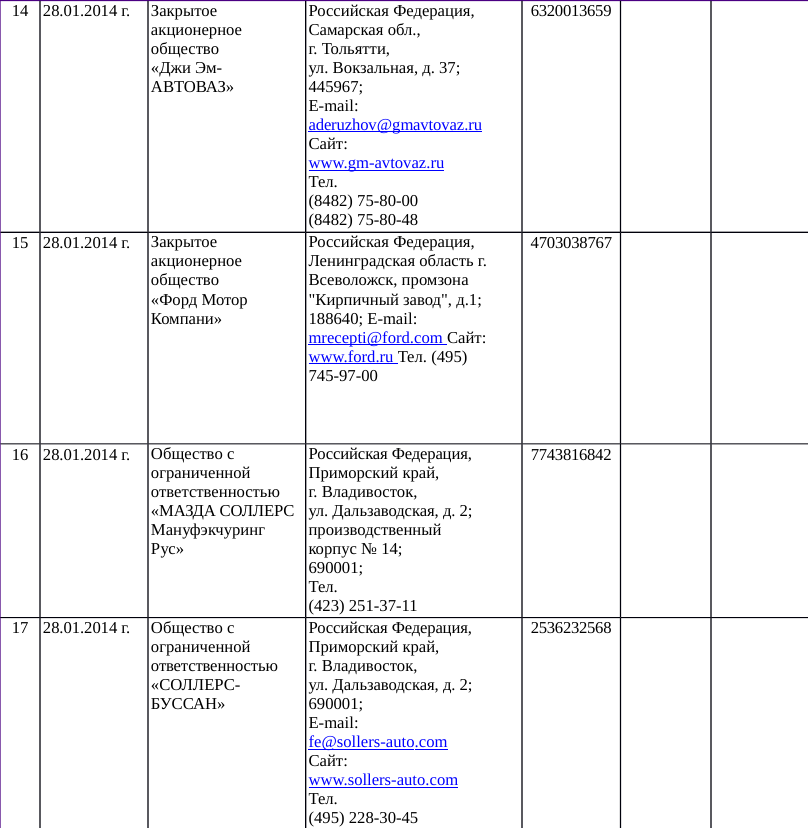 14
28.01.2014 г.
Закрытое
акционерное
общество
«Джи Эм-
АВТОВАЗ»
Российская Федерация,
Самарская обл.,
г. Тольятти,
ул. Вокзальная, д. 37;
445967;
E-mail:
aderuzhov@gmavtovaz.ru
Сайт:
www.gm-avtovaz.ru
Тел.
(8482) 75-80-00
(8482) 75-80-48
6320013659
15
28.01.2014 г.
Закрытое
акционерное
общество
«Форд Мотор
Компани»
Российская Федерация,
Ленинградская область г.
Всеволожск, промзона
"Кирпичный завод", д.1;
188640; E-mail:
mrecepti@ford.com Сайт:
www.ford.ru Тел. (495)
745-97-00
4703038767
16
28.01.2014 г.
Общество с
ограниченной
ответственностью
«МАЗДА СОЛЛЕРС
Мануфэкчуринг
Рус»
Российская Федерация,
Приморский край,
г. Владивосток,
ул. Дальзаводская, д. 2;
производственный
корпус № 14;
690001;
Тел.
(423) 251-37-11
7743816842
17
28.01.2014 г.
Общество с
ограниченной
ответственностью
«СОЛЛЕРС-
БУССАН»
Российская Федерация,
Приморский край,
г. Владивосток,
ул. Дальзаводская, д. 2;
690001;
E-mail:
fe@sollers-auto.com
Сайт:
www.sollers-auto.com
Тел.
(495) 228-30-45
2536232568